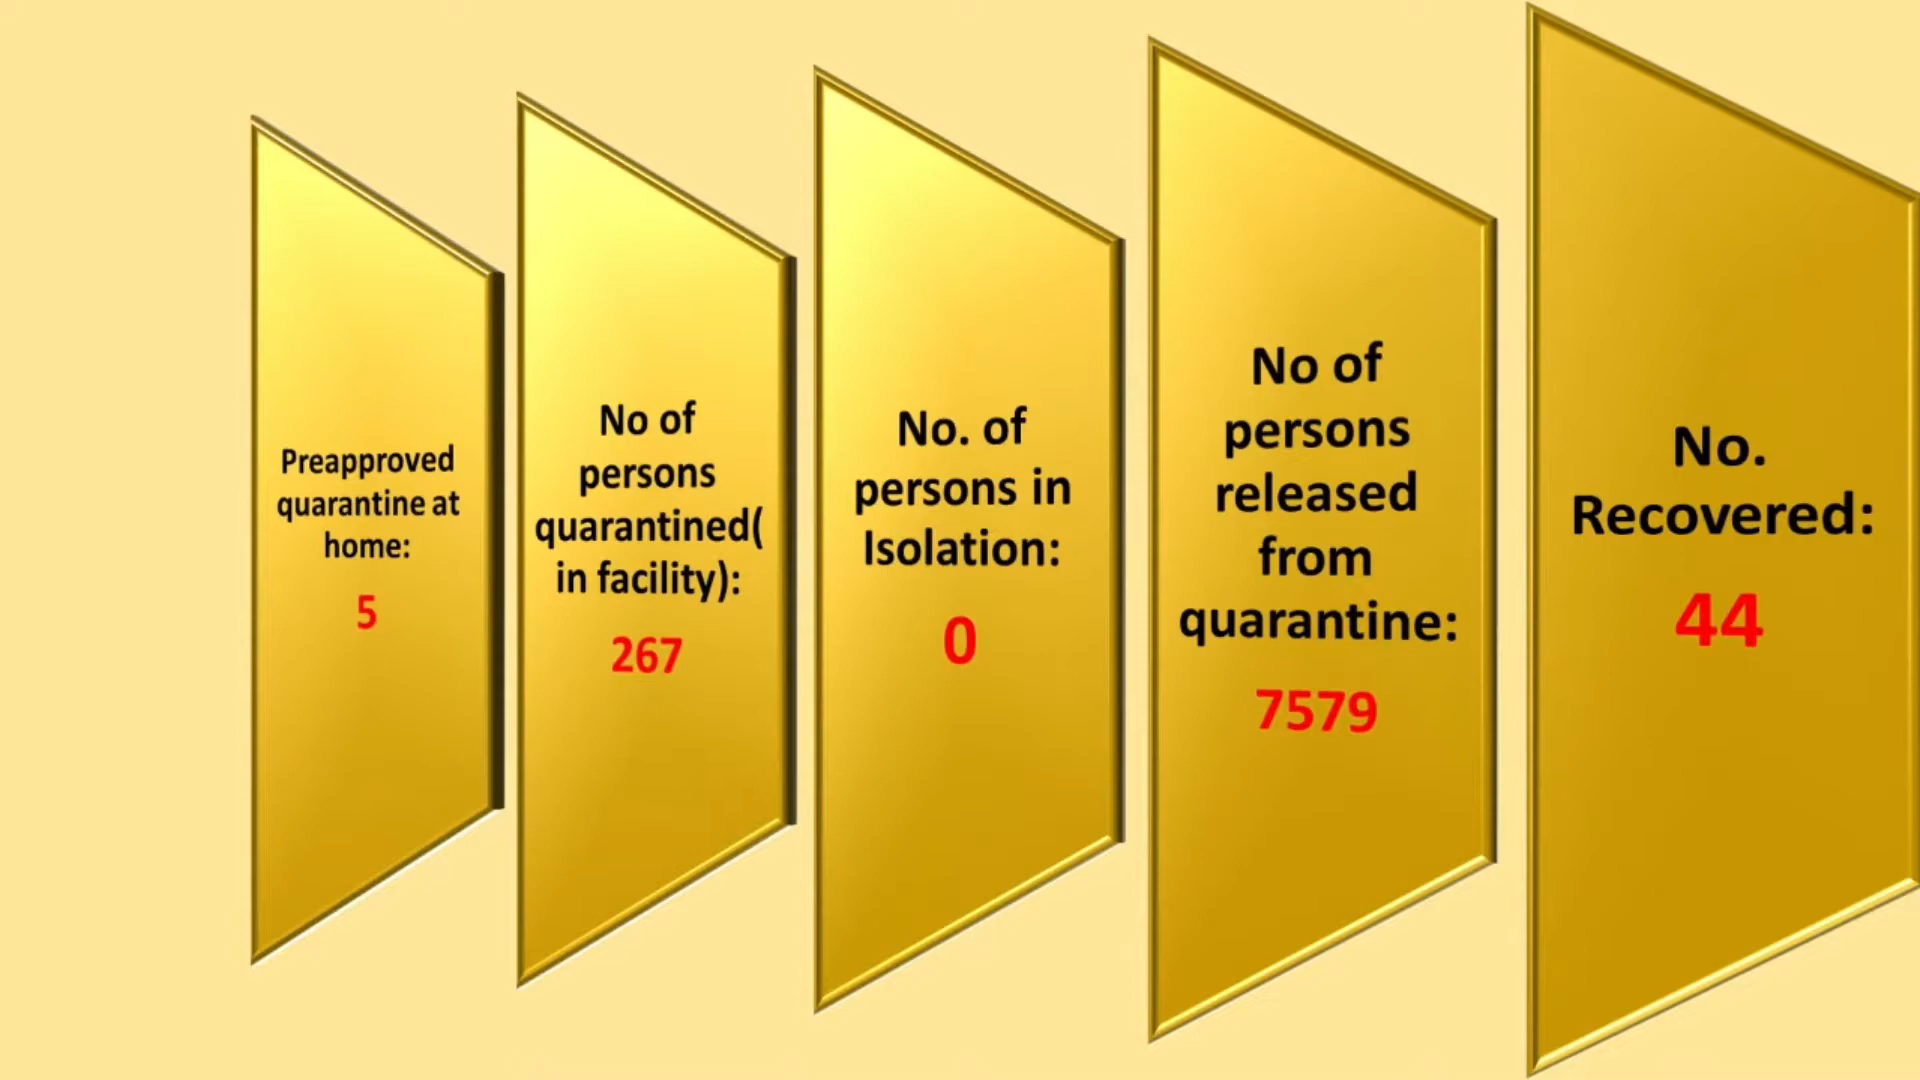 Preapproved
quarantine at
home:
5
No of
persons
quarantined(
in facility):
267
No. of
persons in
Isolation:
0
No of
persons
released
from
quarantine:
7579
No.
Recovered:
44